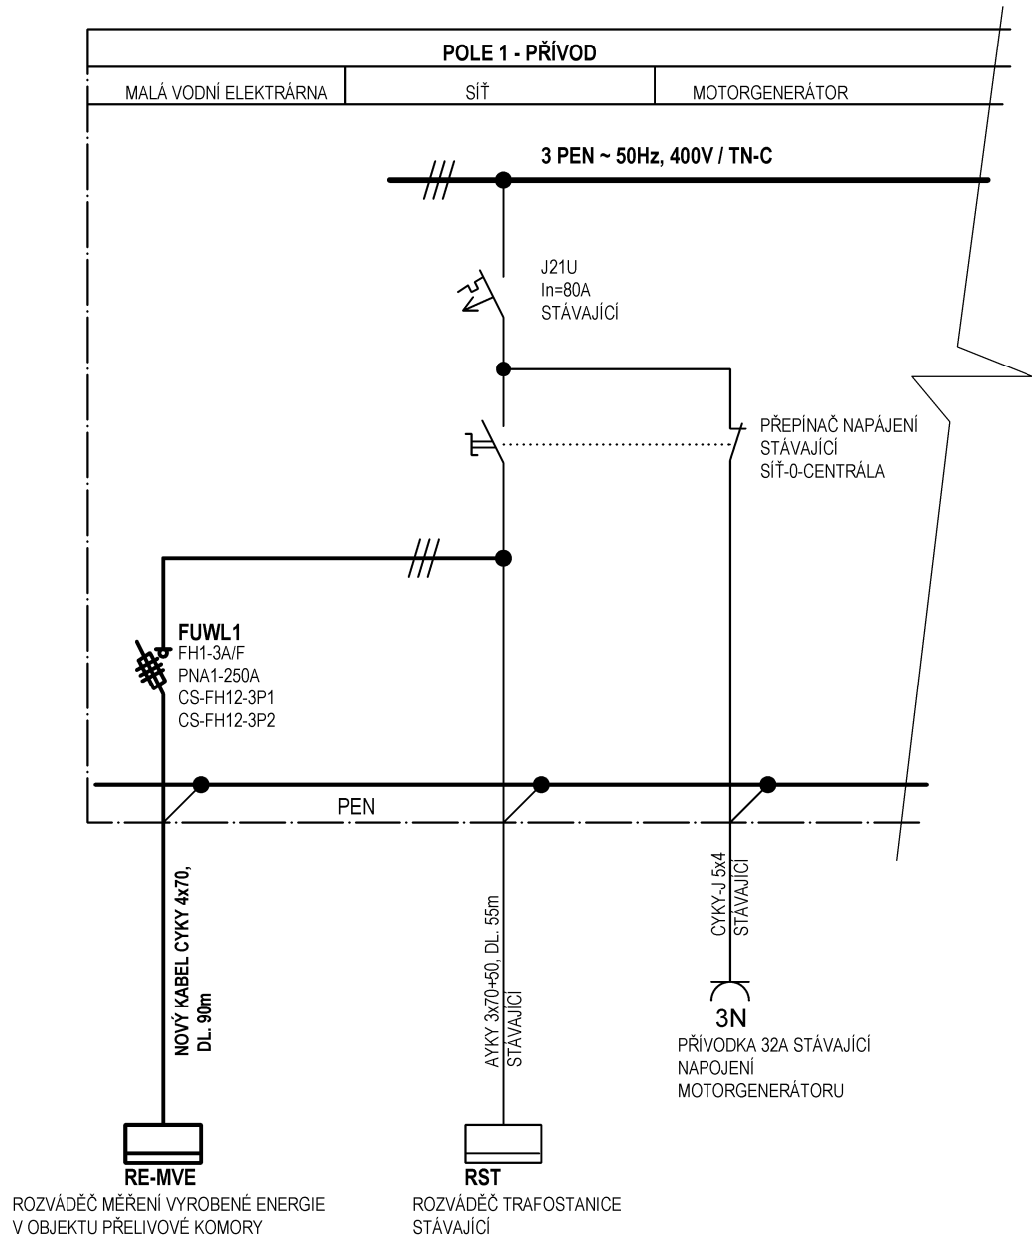 POLE 1 - PŘÍVOD
MALÁ VODNÍ ELEKTRÁRNA
SÍŤ
MOTORGENERÁTOR
3 PEN ~ 50Hz, 400V / TN-C
J21U
In=80A
STÁVAJÍCÍ
PŘEPÍNAČ NAPÁJENÍ
STÁVAJÍCÍ
SÍŤ-0-CENTRÁLA
FUWL1
FH1-3A/F
PNA1-250A
CS-FH12-3P1
CS-FH12-3P2
PEN
NOVÝ KABEL CYKY 4x70,
DL. 90m
AYKY 3x70+50, DL. 55m
STÁVAJÍCÍ
CYKY-J 5x4
STÁVAJÍCÍ
3N
PŘÍVODKA 32A STÁVAJÍCÍ
NAPOJENÍ
MOTORGENERÁTORU
RE-MVE
ROZVÁDĚČ MĚŘENÍ VYROBENÉ ENERGIE
V OBJEKTU PŘELIVOVÉ KOMORY
RST
ROZVÁDĚČ TRAFOSTANICE
STÁVAJÍCÍ